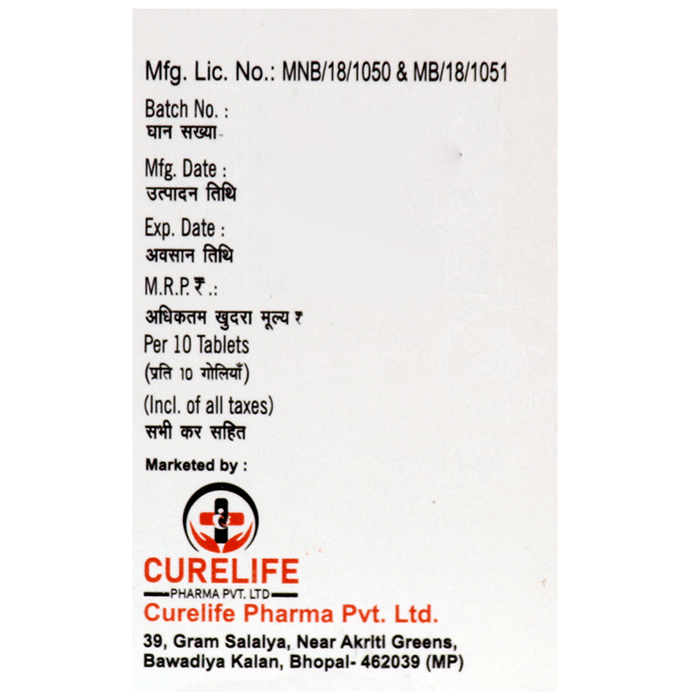 Mfg. Lic. No.: MNB/18/1050 & MB/18/1051
Batch No. :
घान सख्या
Mfg. Date :
उत्पादन तिथि
Exp. Date :
अवसान तिथि
M.R.P.₹.:
अधिकतम खुदरा मूल्य ₹
Per 10 Tablets
(प्रति 10 गोलियाँ)
(Incl. of all taxes)
सभी कर सहित
Marketed by :
CURELIFE
PHARMA PVT. LTD
Curelife Pharma Pvt. Ltd.
39, Gram Salalya, Near Akriti Greens,
Bawadiya Kalan, Bhopal- 462039 (MP)